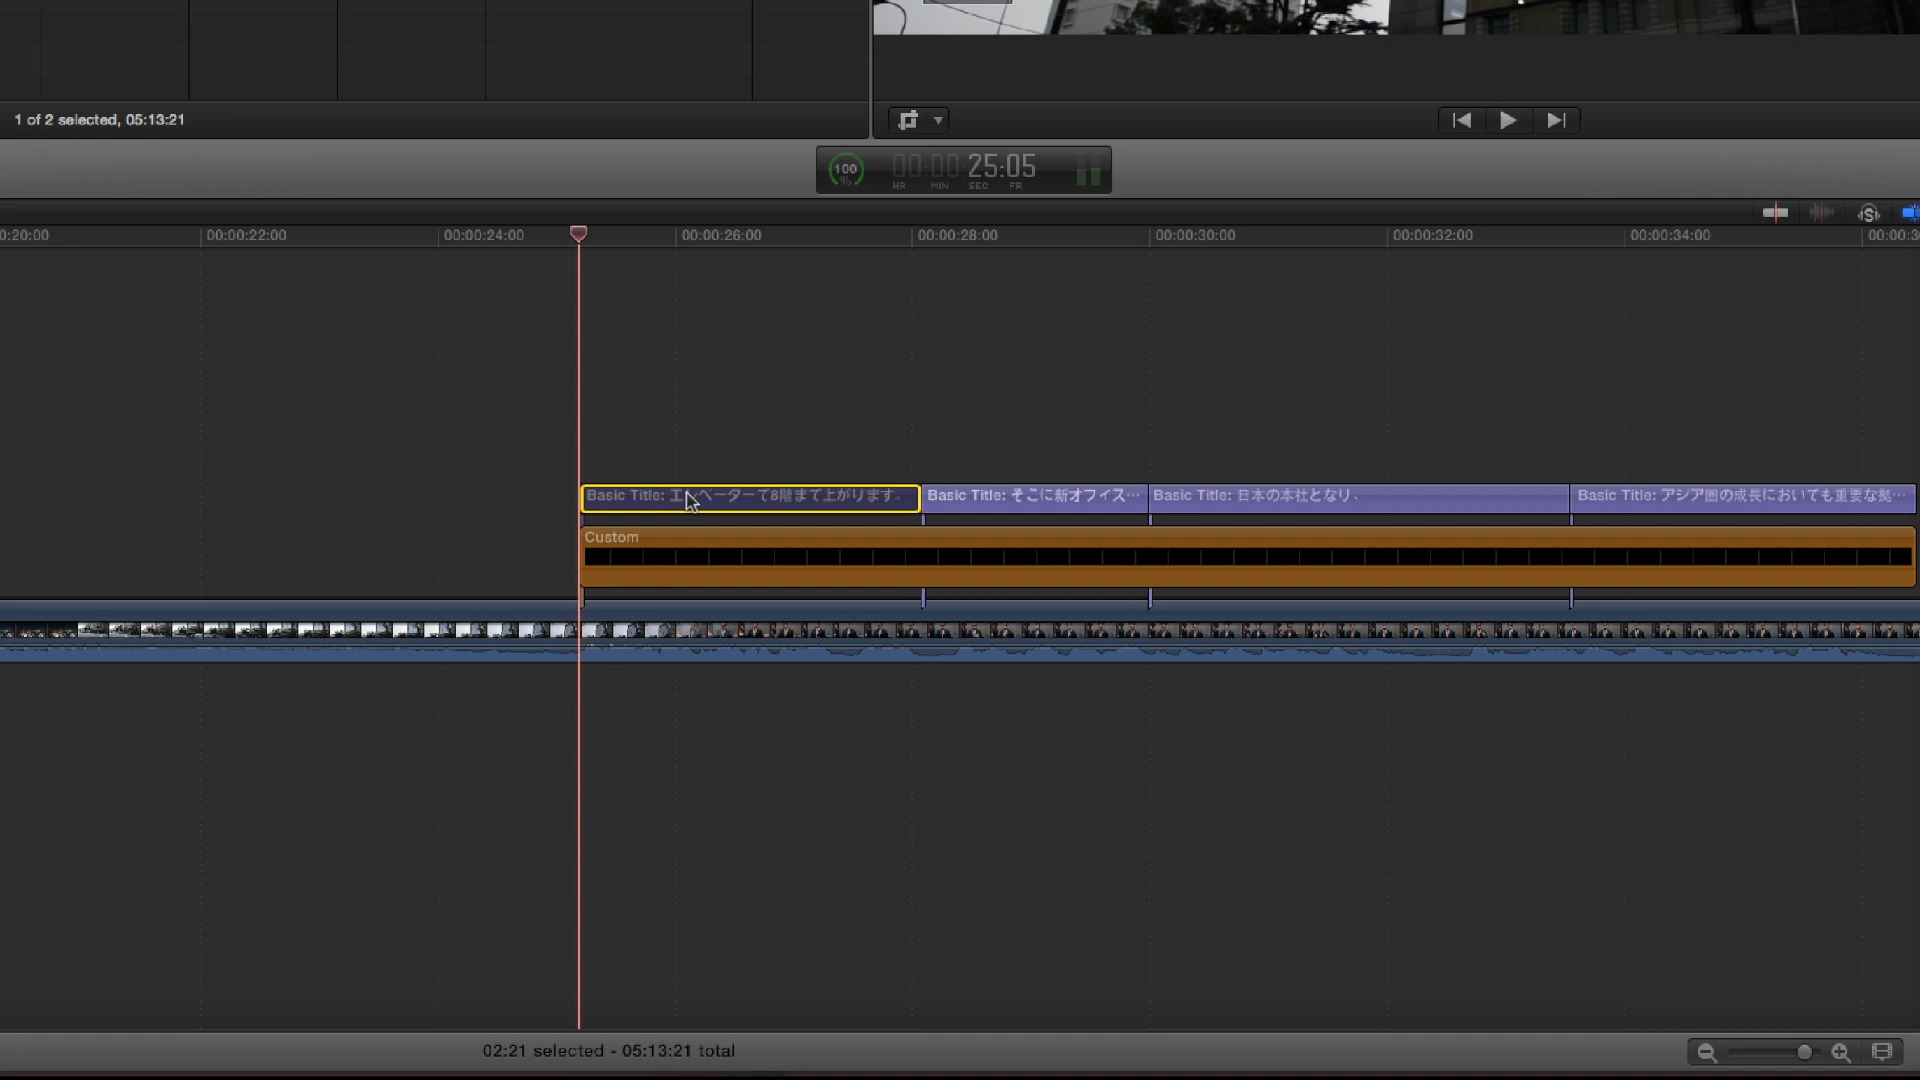 1 of 2 selected, 05:13:21
100
%
00:00:25:05
HR MIN SEC FR
0:20:00
00:00:22:00
00:00:24:00
00:00:26:00
00:00:28:00
00:00:30:00
00:00:32:00
00:00:34:00
00:00:3
Basic Title: エレベーターで8階まで上がります。
Basic Title: そこに新オフィス…
Basic Title: 日本の本社となり、
Basic Title: アジア圏の成長においても重要な拠…
Custom
02:21 selected - 05:13:21 total